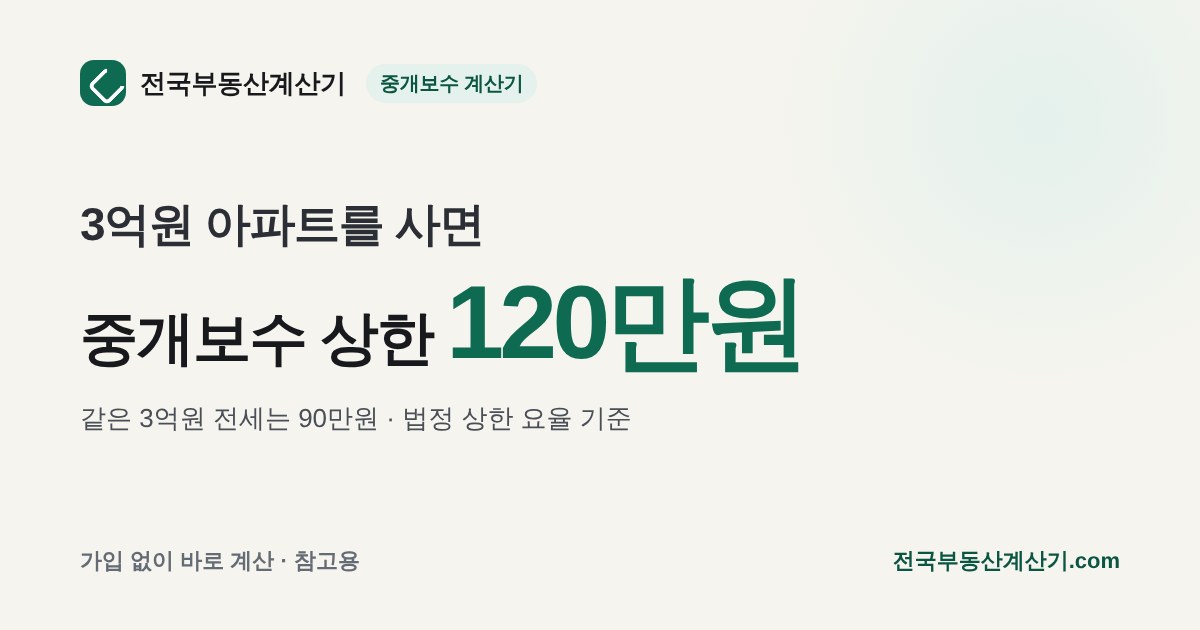 전국부동산계산기 중개보수 계산기
3억원 아파트를 사면
중개보수 상한 120만원
같은 3억원 전세는 90만원 · 법정 상한 요율 기준
가입 없이 바로 계산 · 참고용
전국부동산계산기.com